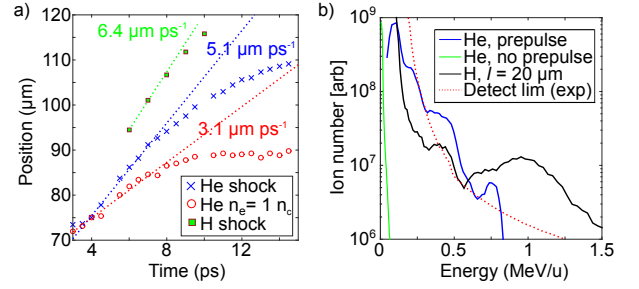 a)
6.4 µm ps⁻¹
5.1 µm ps⁻¹
3.1 µm ps⁻¹
120
110
100
90
80
70
Position (µm)
4
8
12
Time (ps)
He shock
He nₑ= 1 n꜀
H shock
b)
10⁹
10⁸
10⁷
10⁶
Ion number [arb]
0
0.5
1.0
1.5
Energy (MeV/u)
He, prepulse
He, no prepulse
H, l = 20 µm
Detect lim (exp)